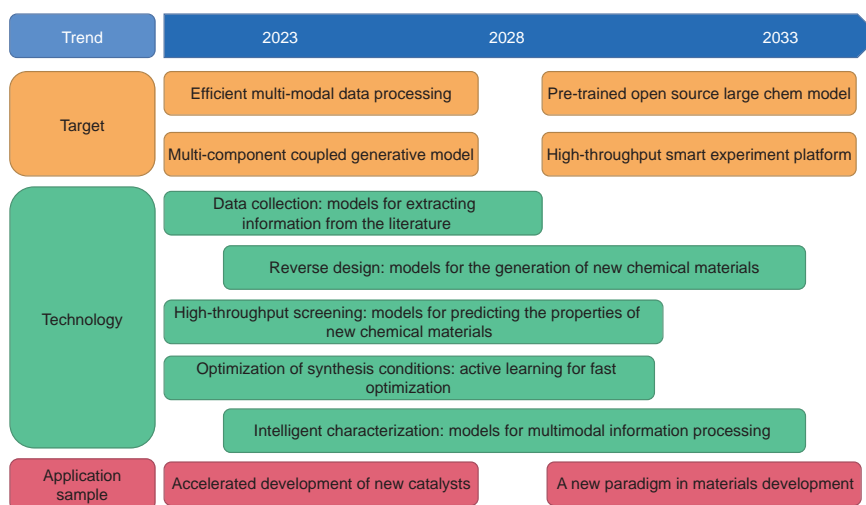 Trend
2023
2028
2033
Target
Efficient multi-modal data processing
Pre-trained open source large chem model
Multi-component coupled generative model
High-throughput smart experiment platform
Technology
Data collection: models for extracting
information from the literature
Reverse design: models for the generation of new chemical materials
High-throughput screening: models for predicting the properties of
new chemical materials
Optimization of synthesis conditions: active learning for fast
optimization
Intelligent characterization: models for multimodal information processing
Application
sample
Accelerated development of new catalysts
A new paradigm in materials development